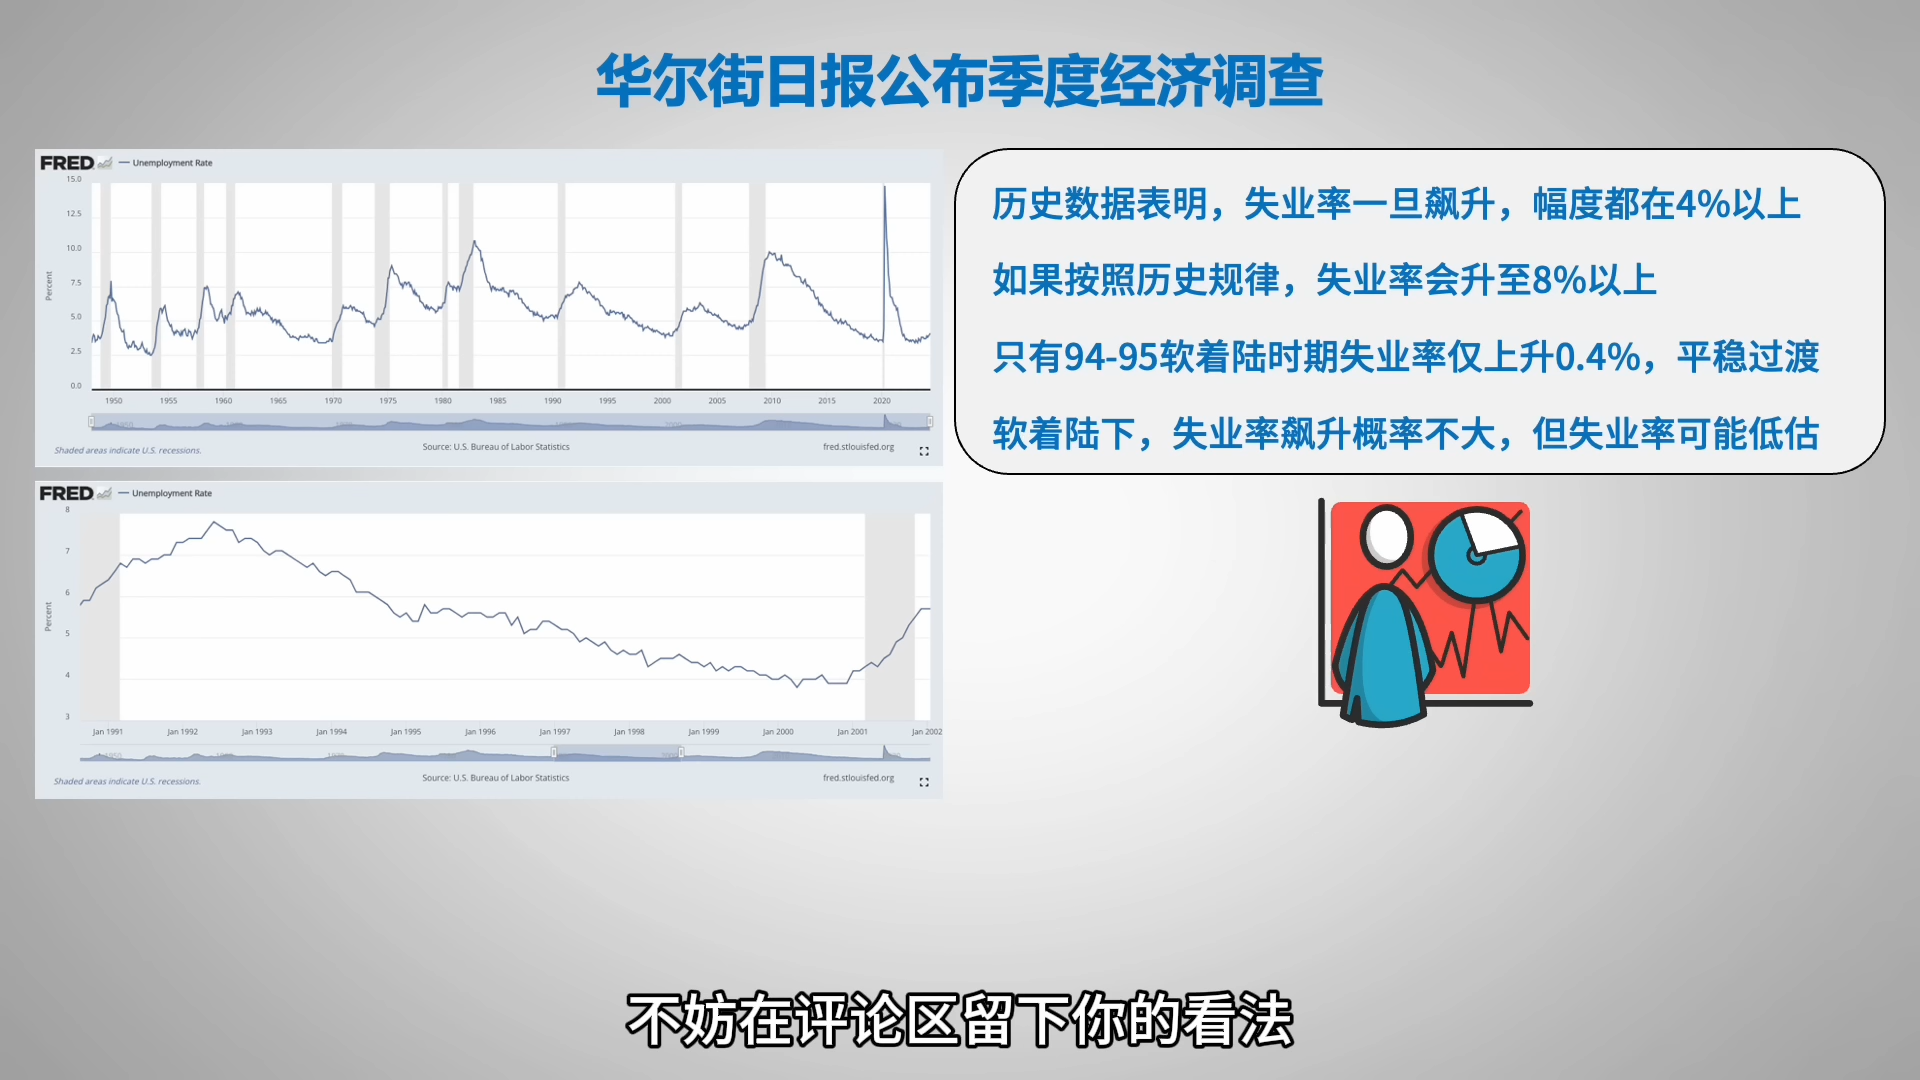 华尔街日报公布季度经济调查
FRED — Unemployment Rate
15.0
12.5
10.0
7.5
5.0
2.5
0.0
Percent
1950 1955 1960 1965 1970 1975 1980 1985 1990 1995 2000 2005 2010 2015 2020
Shaded areas indicate U.S. recessions.
Source: U.S. Bureau of Labor Statistics
fred.stlouisfed.org
历史数据表明，失业率一旦飙升，幅度都在4%以上
如果按照历史规律，失业率会升至8%以上
只有94-95软着陆时期失业率仅上升0.4%，平稳过渡
软着陆下，失业率飙升概率不大，但失业率可能低估
FRED — Unemployment Rate
8
7
6
5
4
3
Percent
Jan 1991 Jan 1992 Jan 1993 Jan 1994 Jan 1995 Jan 1996 Jan 1997 Jan 1998 Jan 1999 Jan 2000 Jan 2001 Jan 2002
Shaded areas indicate U.S. recessions.
Source: U.S. Bureau of Labor Statistics
fred.stlouisfed.org
不妨在评论区留下你的看法